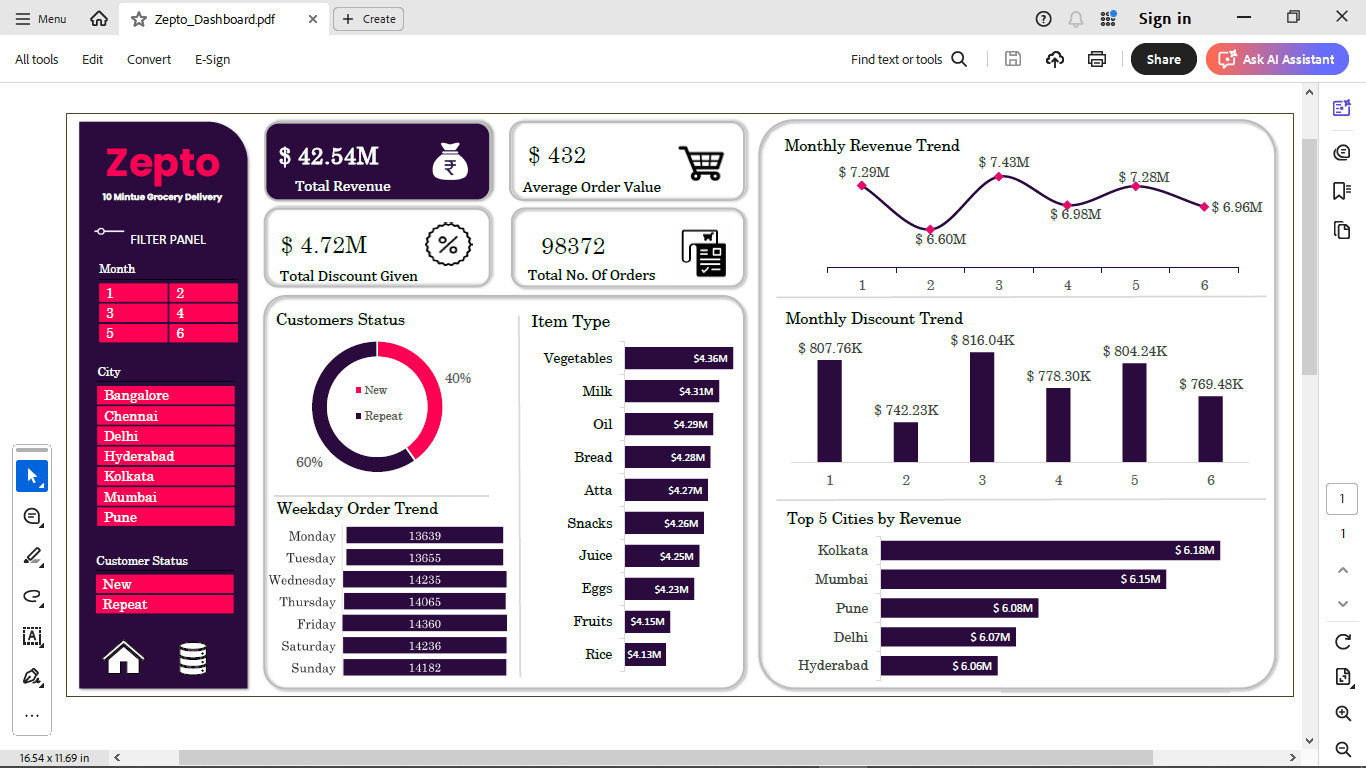 Menu
Zepto_Dashboard.pdf
Create
Sign in
All tools
Edit
Convert
E-Sign
Find text or tools
Share
Ask AI Assistant
Zepto
10 Mintue Grocery Delivery
FILTER PANEL
Month
1 2
3 4
5 6
City
Bangalore
Chennai
Delhi
Hyderabad
Kolkata
Mumbai
Pune
Customer Status
New
Repeat
$ 42.54M
Total Revenue
$ 432
Average Order Value
$ 4.72M
Total Discount Given
98372
Total No. Of Orders
Customers Status
40%
New
Repeat
60%
Weekday Order Trend
Monday 13639
Tuesday 13655
Wednesday 14235
Thursday 14065
Friday 14360
Saturday 14236
Sunday 14182
Item Type
Vegetables $4.36M
Milk $4.31M
Oil $4.29M
Bread $4.28M
Atta $4.27M
Snacks $4.26M
Juice $4.25M
Eggs $4.23M
Fruits $4.15M
Rice $4.13M
Monthly Revenue Trend
$ 7.29M $ 6.60M $ 7.43M $ 6.98M $ 7.28M $ 6.96M
1 2 3 4 5 6
Monthly Discount Trend
$ 807.76K $ 742.23K $ 816.04K $ 778.30K $ 804.24K $ 769.48K
1 2 3 4 5 6
Top 5 Cities by Revenue
Kolkata $ 6.18M
Mumbai $ 6.15M
Pune $ 6.08M
Delhi $ 6.07M
Hyderabad $ 6.06M
1
1
16.54 x 11.69 in